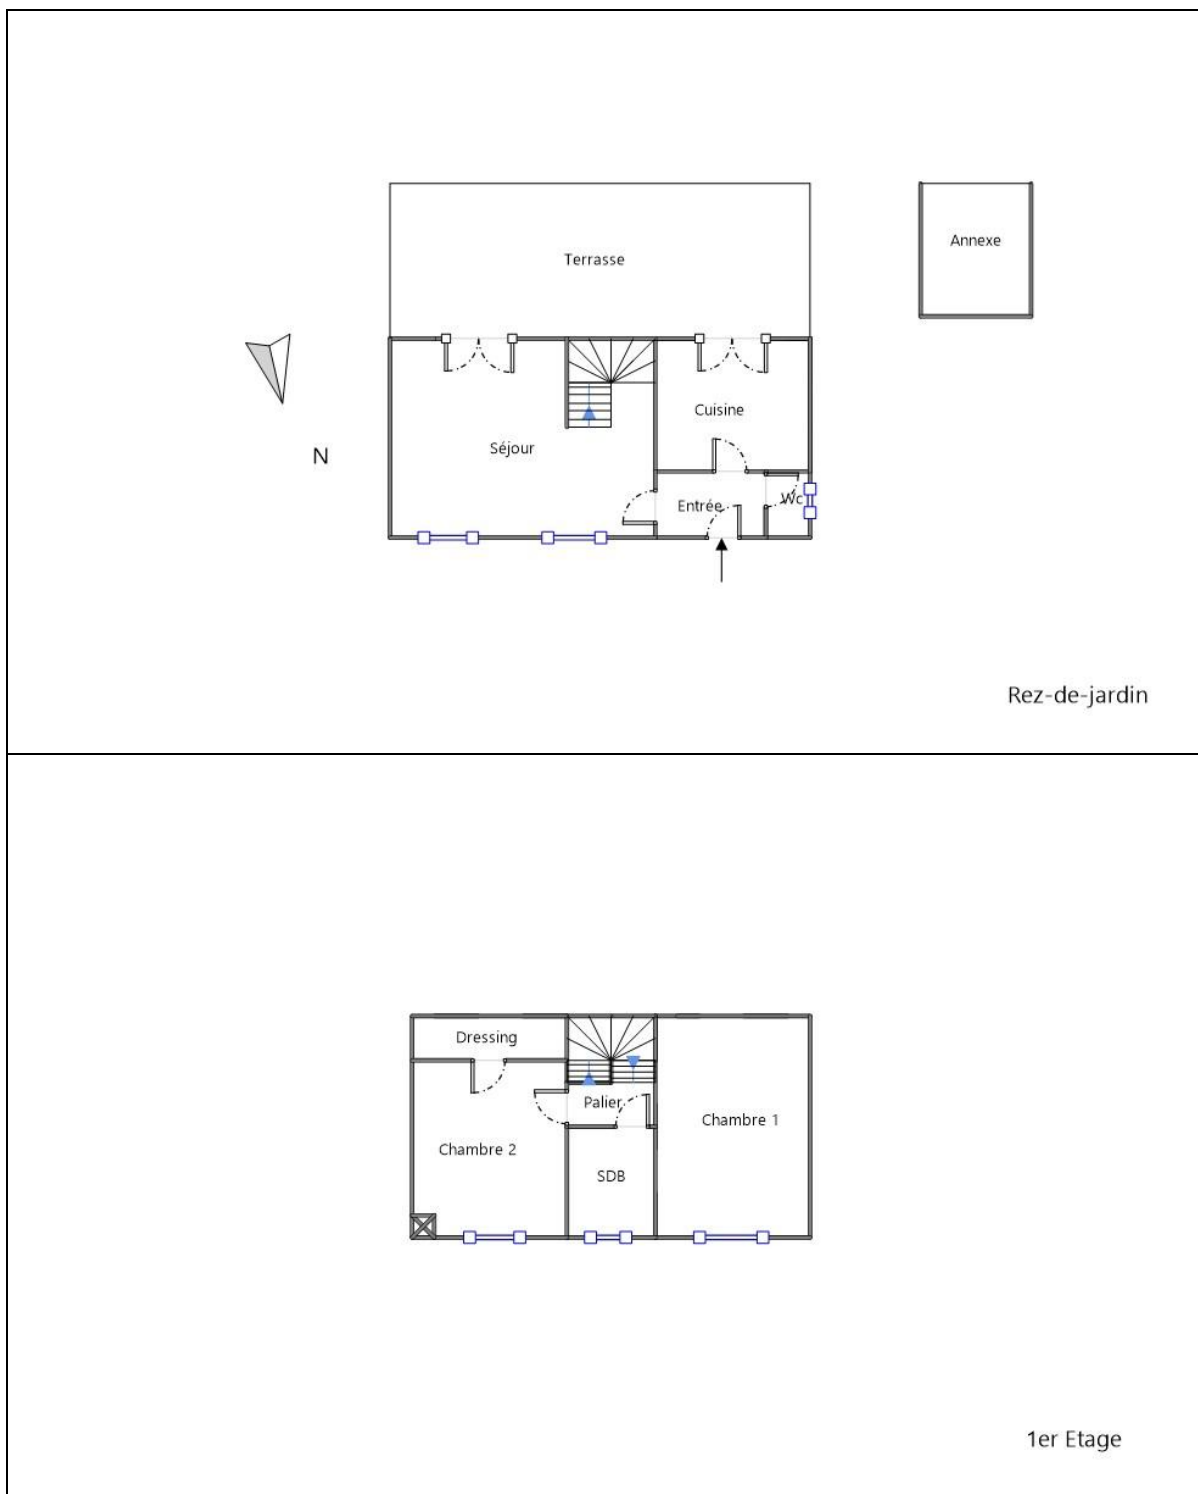 Annexe
Terrasse
Cuisine
Séjour
N
Wc
Entrée
Rez-de-jardin
Dressing
Palier
Chambre 1
Chambre 2
SDB
1er Etage